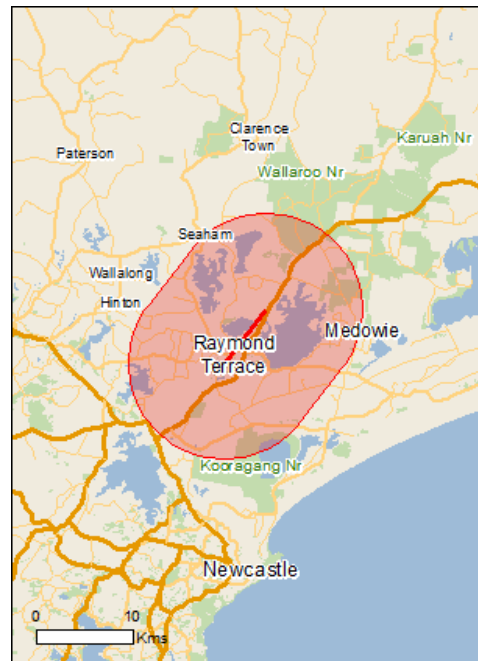 Clarence
Town
Karuah Nr
Paterson
Wallaroo Nr
Seaham
Wallalong
Hinton
Raymond
Terrace
Medowie
Kooragang Nr
Newcastle
0 10
Kms